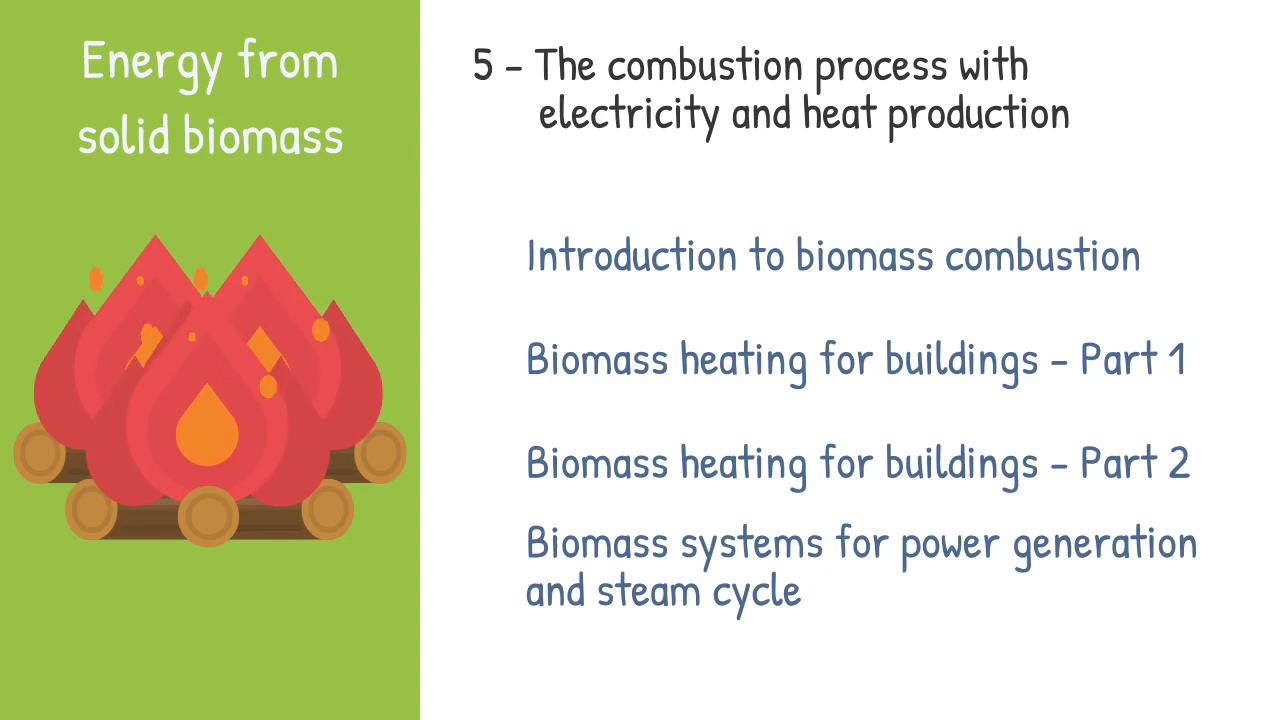 Energy from
solid biomass
5 - The combustion process with
electricity and heat production
Introduction to biomass combustion
Biomass heating for buildings - Part 1
Biomass heating for buildings - Part 2
Biomass systems for power generation
and steam cycle